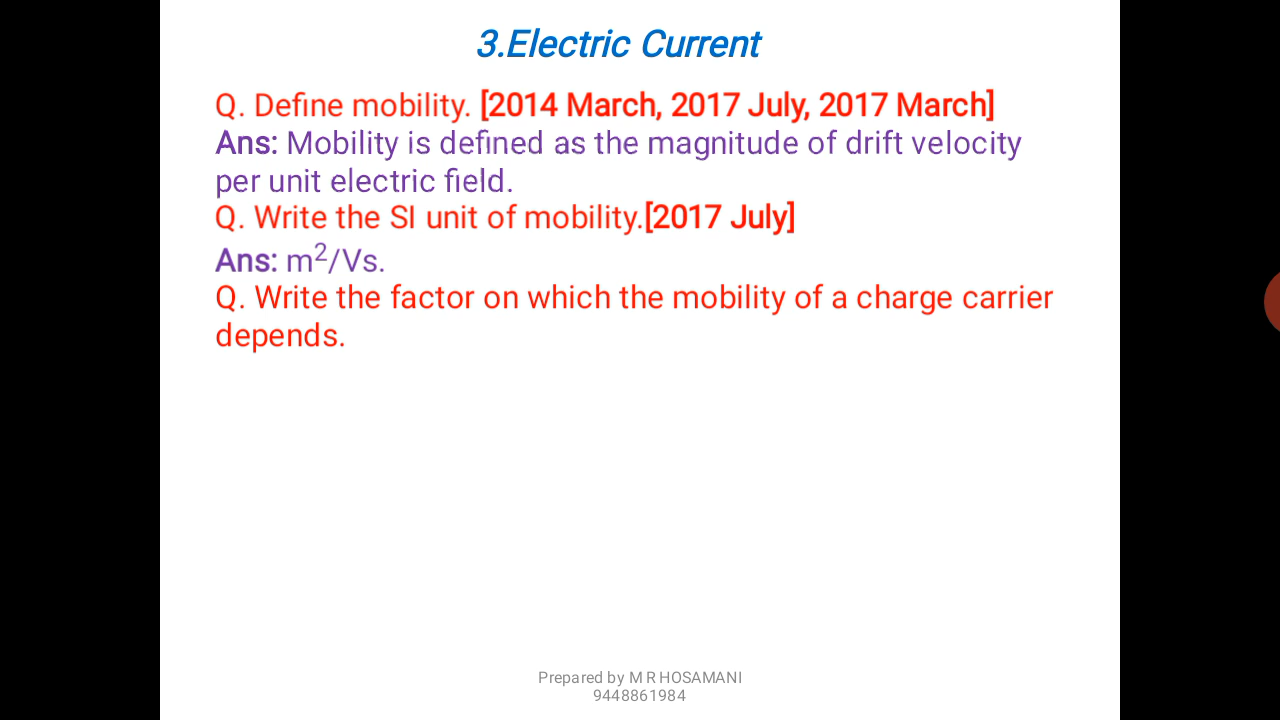 3.Electric Current
Q. Define mobility. [2014 March, 2017 July, 2017 March]
Ans: Mobility is defined as the magnitude of drift velocity
per unit electric field.
Q. Write the SI unit of mobility.[2017 July]
Ans: m²/Vs.
Q. Write the factor on which the mobility of a charge carrier
depends.
Prepared by M R HOSAMANI
9448861984